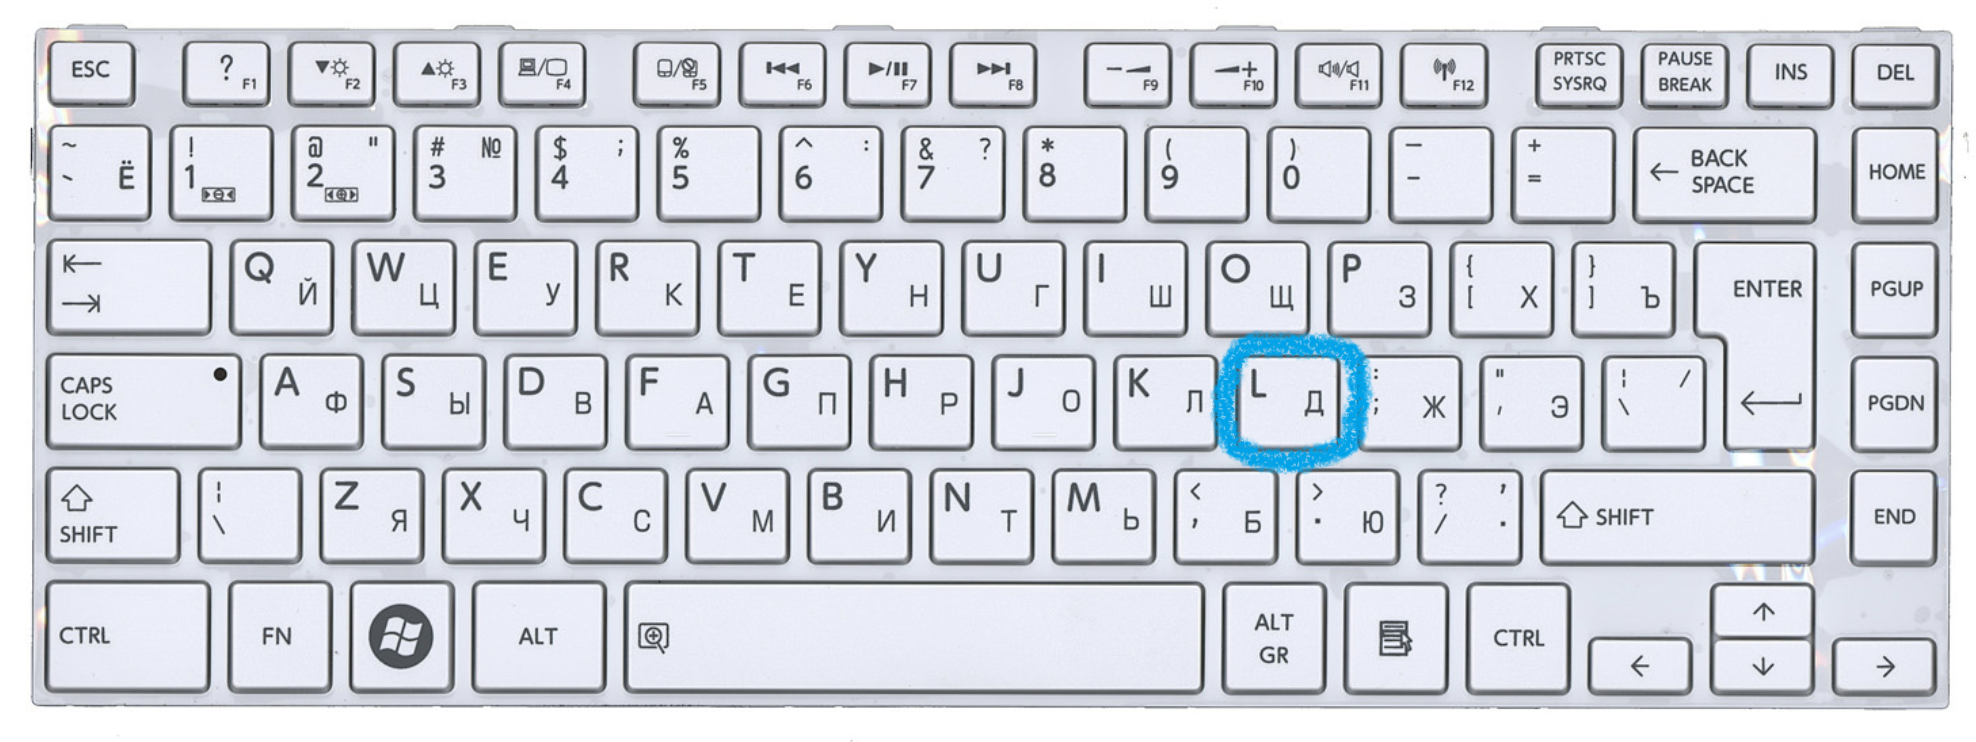 ESC ? F1 F2 F3 F4 F5 F6 F7 F8 F9 F10 F11 F12 PRTSC SYSRQ PAUSE BREAK INS DEL
~ ` Ё ! 1 @ " 2 # № 3 $ ; 4 % 5 ^ : 6 & ? 7 * 8 ( 9 ) 0 — - + = ← BACK SPACE HOME
Q Й W Ц E У R К T Е Y Н U Г I Ш O Щ P З { [ Х } ] Ъ ENTER PGUP
CAPS LOCK A Ф S Ы D В F А G П H Р J О K Л L Д : ; Ж " ' Э ¦ / \ PGDN
SHIFT ¦ \ Z Я X Ч C С V М B И N Т M Ь < , Б > . Ю ? , / . SHIFT END
CTRL FN ALT ALT GR CTRL ← ↑ ↓ →